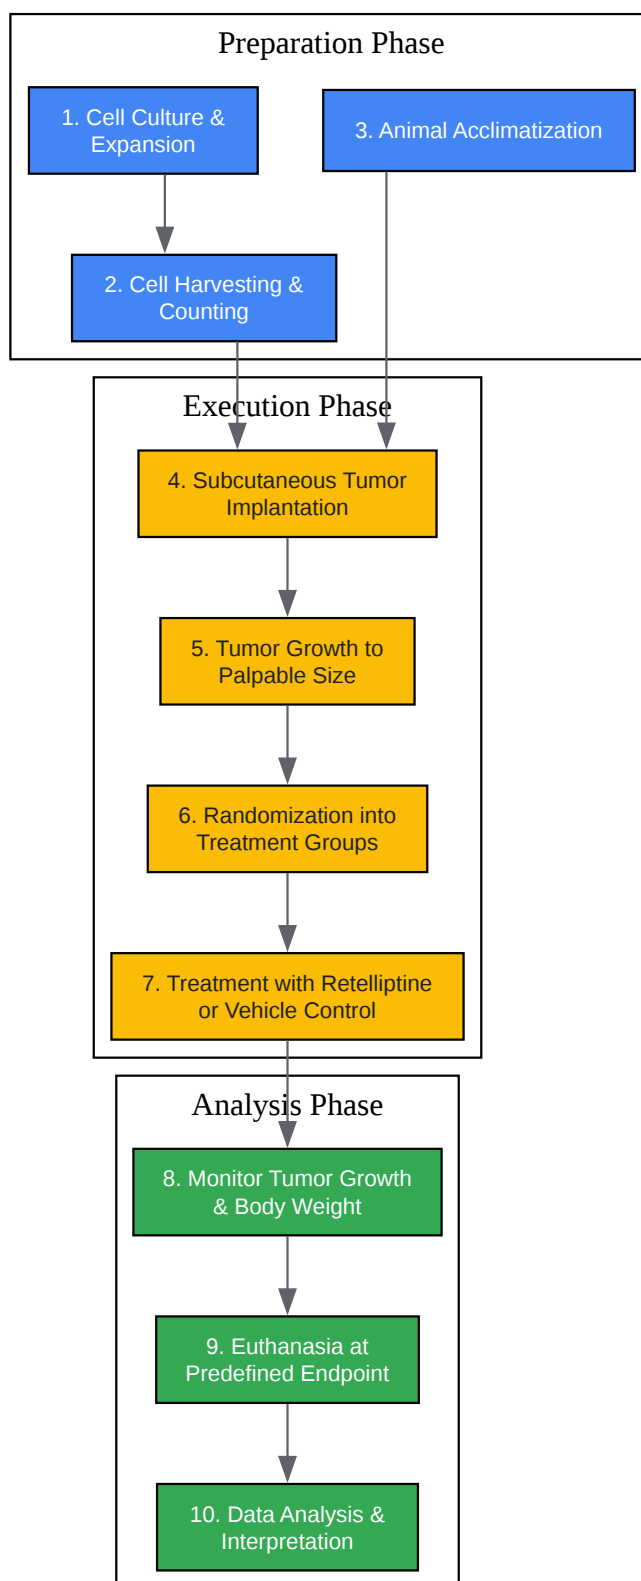 Preparation Phase
1. Cell Culture &
Expansion
3. Animal Acclimatization
2. Cell Harvesting &
Counting
Execution Phase
4. Subcutaneous Tumor
Implantation
5. Tumor Growth to
Palpable Size
6. Randomization into
Treatment Groups
7. Treatment with Retelliptine
or Vehicle Control
Analysis Phase
8. Monitor Tumor Growth
& Body Weight
9. Euthanasia at
Predefined Endpoint
10. Data Analysis &
Interpretation